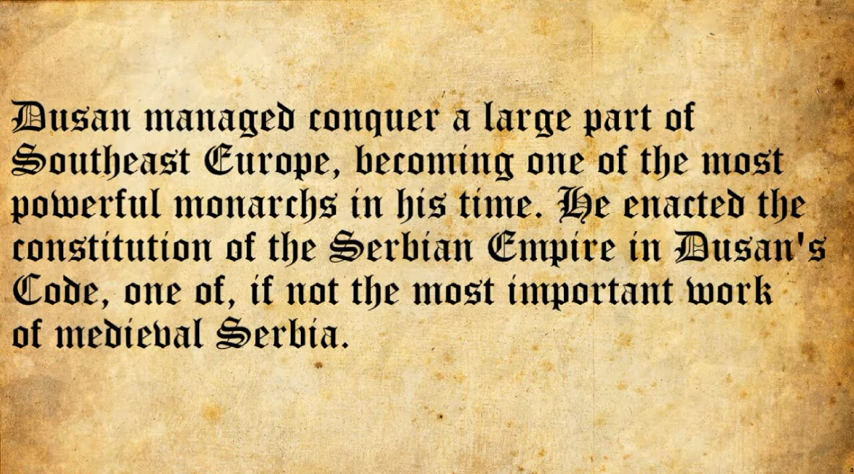 Dusan managed conquer a large part of
Southeast Europe, becoming one of the most
powerful monarchs in his time. He enacted the
constitution of the Serbian Empire in Dusan's
Code, one of, if not the most important work
of medieval Serbia.